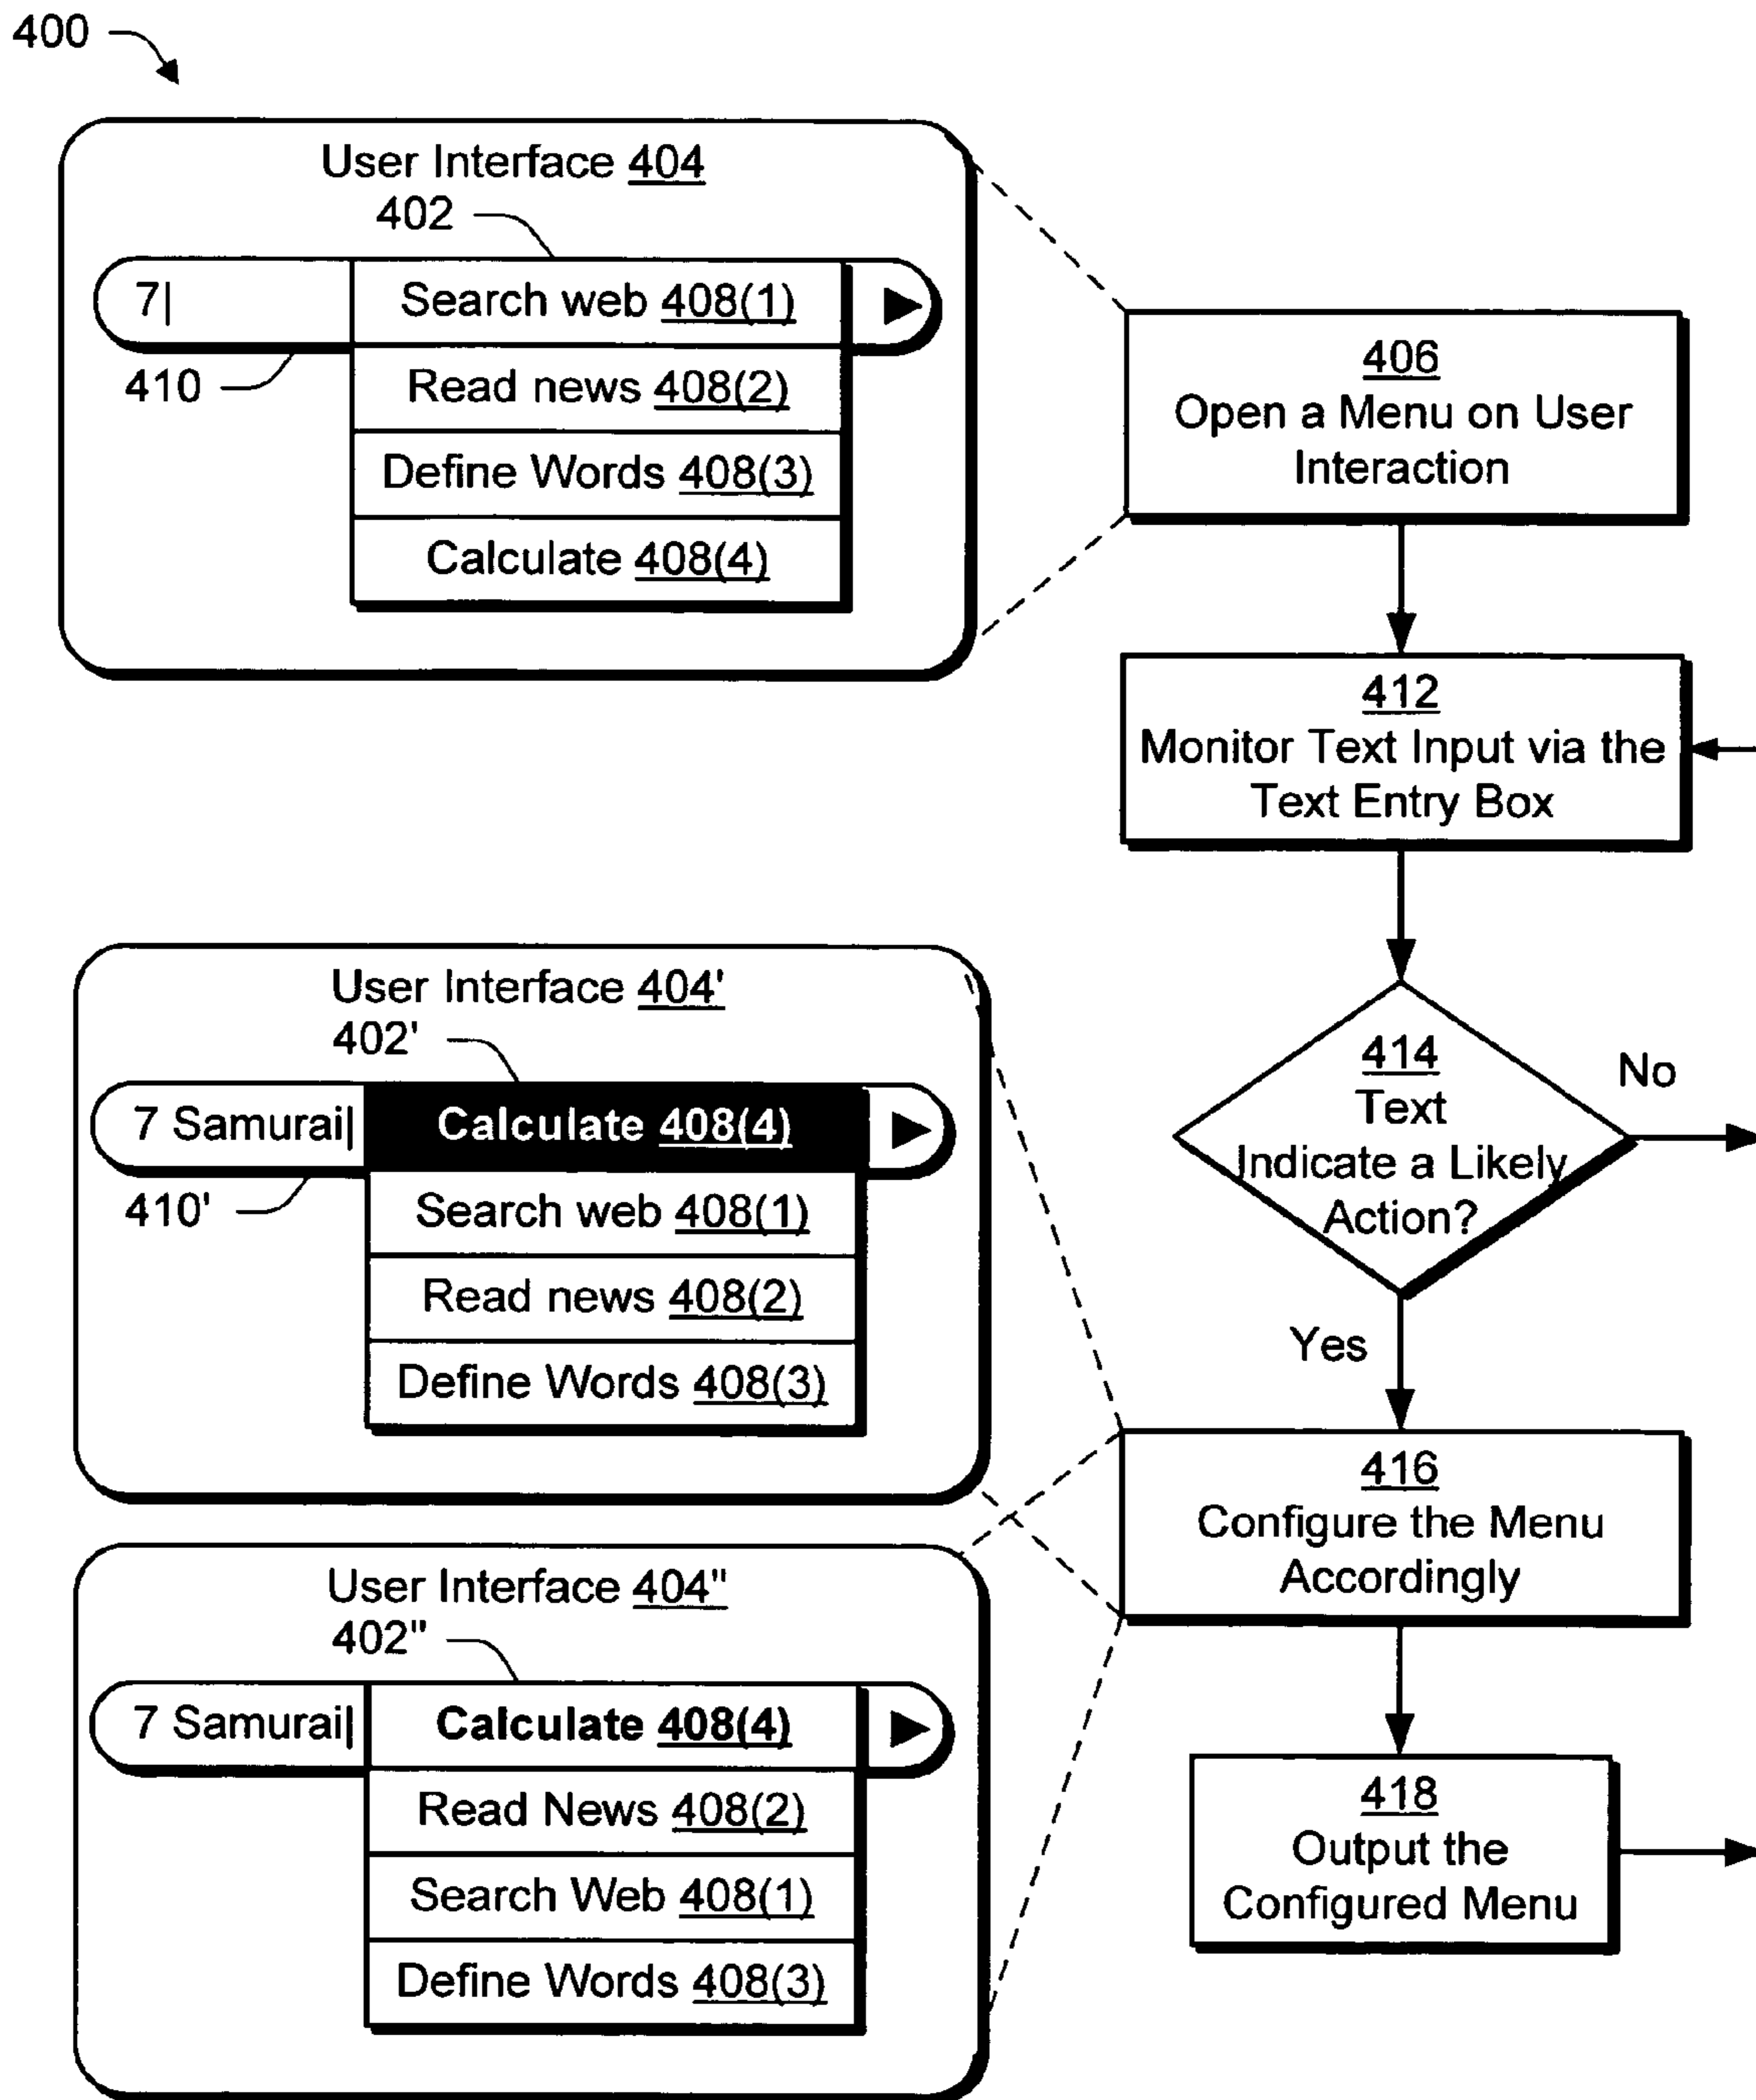 400
User Interface 404
402
7|
Search web 408(1)
410
Read news 408(2)
Define Words 408(3)
Calculate 408(4)
406
Open a Menu on User
Interaction
412
Monitor Text Input via the
Text Entry Box
414
Text
Indicate a Likely
Action?
No
Yes
User Interface 404'
402'
7 Samurai|
Calculate 408(4)
410'
Search web 408(1)
Read news 408(2)
Define Words 408(3)
416
Configure the Menu
Accordingly
User Interface 404"
402"
7 Samurai|
Calculate 408(4)
Read News 408(2)
Search Web 408(1)
Define Words 408(3)
418
Output the
Configured Menu